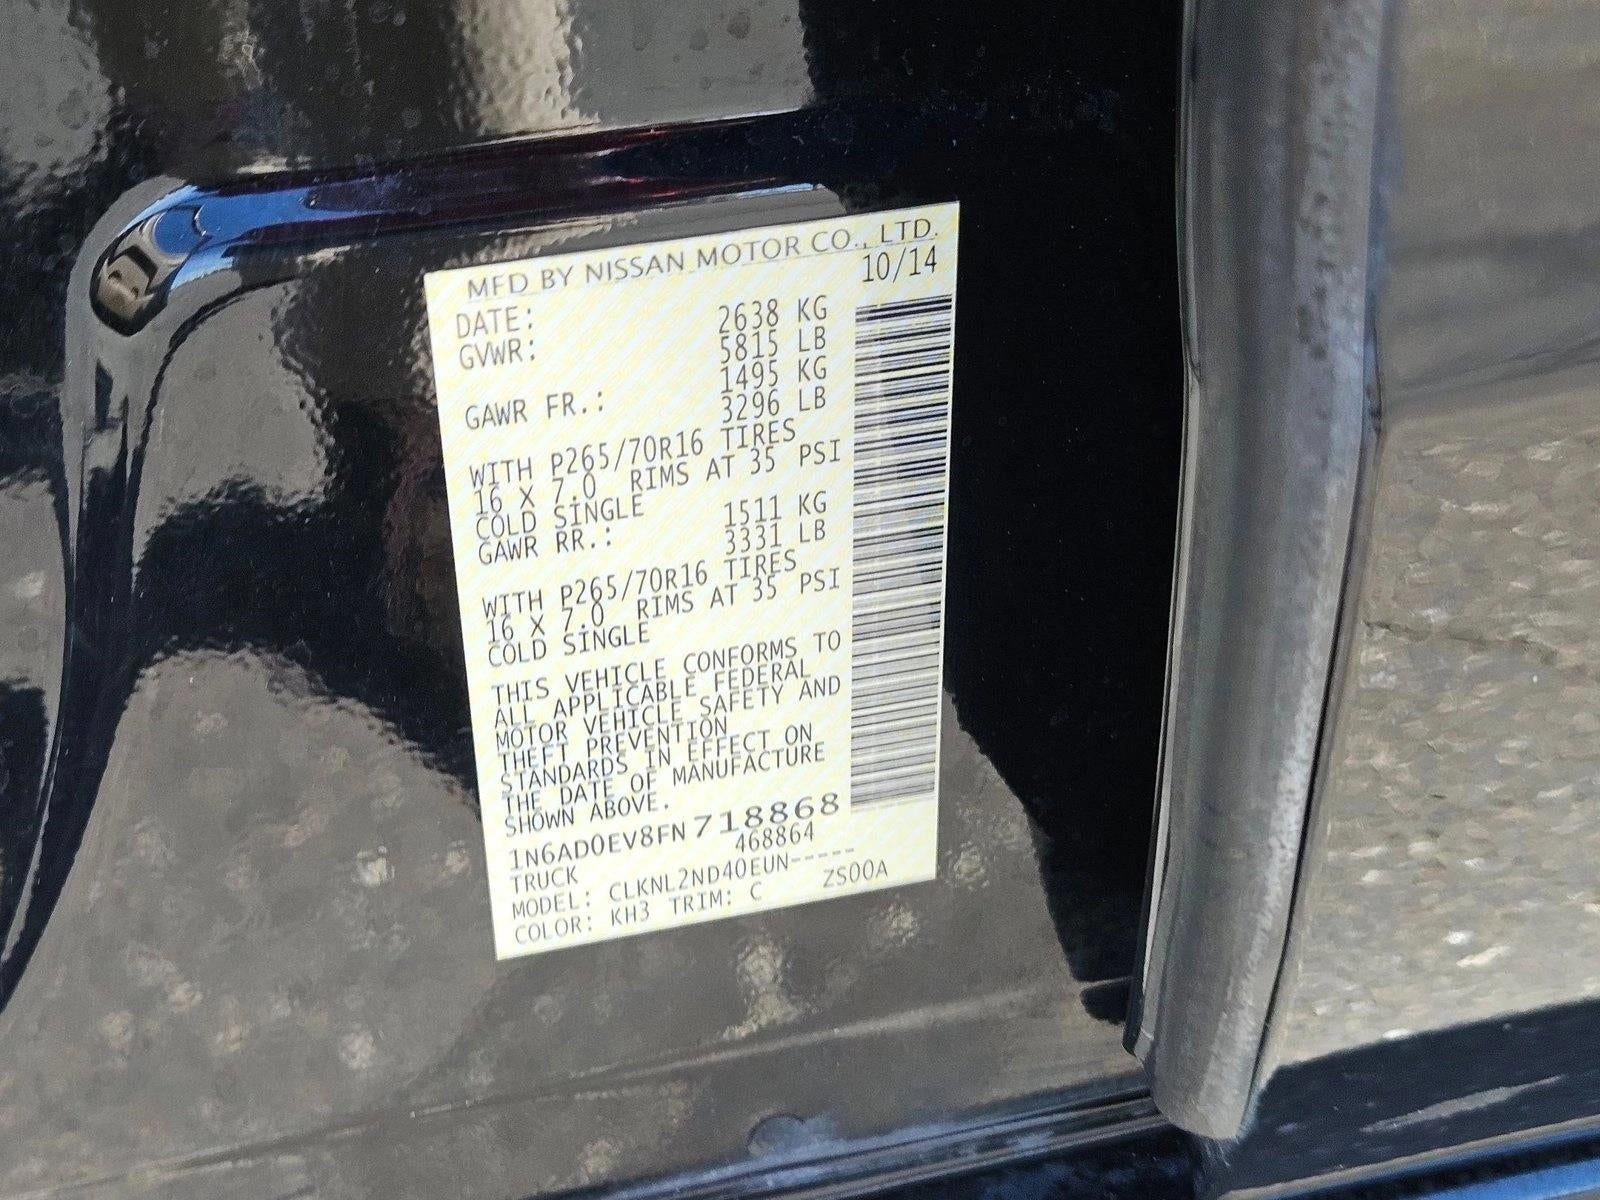 MFD BY NISSAN MOTOR CO., LTD.
DATE: 10/14
GVWR: 2638 KG
5815 LB
GAWR FR.: 1495 KG
3296 LB
WITH P265/70R16 TIRES
16 X 7.0 RIMS AT 35 PSI
COLD SINGLE
GAWR RR.: 1511 KG
3331 LB
WITH P265/70R16 TIRES
16 X 7.0 RIMS AT 35 PSI
COLD SINGLE
THIS VEHICLE CONFORMS TO
ALL APPLICABLE FEDERAL
MOTOR VEHICLE SAFETY AND
THEFT PREVENTION
STANDARDS IN EFFECT ON
THE DATE OF MANUFACTURE
SHOWN ABOVE.
1N6AD0EV8FN718868
TRUCK 468864
MODEL: CLKNL2ND40EUN-----
COLOR: KH3 TRIM: C ZS00A